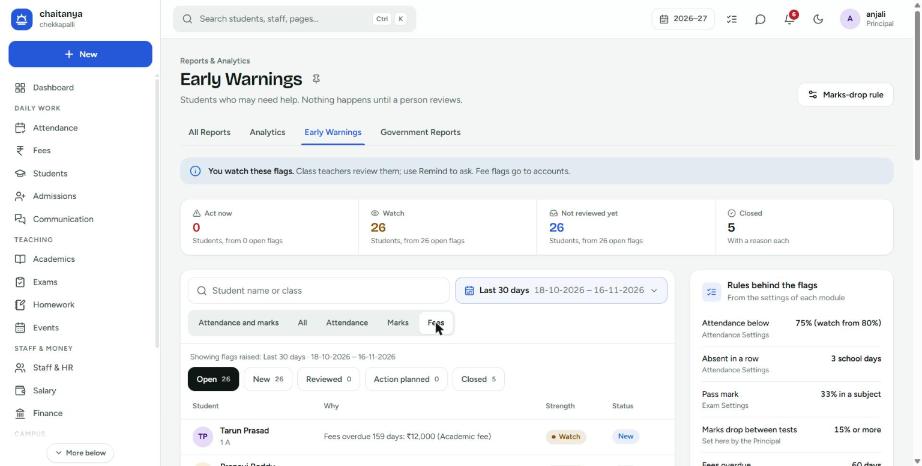 chaitanya
chekkapalli
New
Dashboard
DAILY WORK
Attendance
Fees
Students
Admissions
Communication
TEACHING
Academics
Exams
Homework
Events
STAFF & MONEY
Staff & HR
Salary
Finance
CAMPUS
More below
Search students, staff, pages...
Ctrl K
2026–27
6
A
anjali
Principal
Reports & Analytics
Early Warnings
Students who may need help. Nothing happens until a person reviews.
Marks-drop rule
All Reports Analytics Early Warnings Government Reports
You watch these flags. Class teachers review them; use Remind to ask. Fee flags go to accounts.
Act now
0
Students, from 0 open flags
Watch
26
Students, from 26 open flags
Not reviewed yet
26
Students, from 26 open flags
Closed
5
With a reason each
Student name or class
Last 30 days 18-10-2026 – 16-11-2026
Attendance and marks All Attendance Marks Fees
Showing flags raised: Last 30 days · 18-10-2026 – 16-11-2026
Open 26 New 26 Reviewed 0 Action planned 0 Closed 5
Student Why Strength Status
TP
Tarun Prasad
1 A
Fees overdue 159 days: ₹12,000 (Academic fee)
Watch
New
Rules behind the flags
From the settings of each module
Attendance below 75% (watch from 80%)
Attendance Settings
Absent in a row 3 school days
Attendance Settings
Pass mark 33% in a subject
Exam Settings
Marks drop between tests 15% or more
Set here by the Principal
Fees overdue 60 days